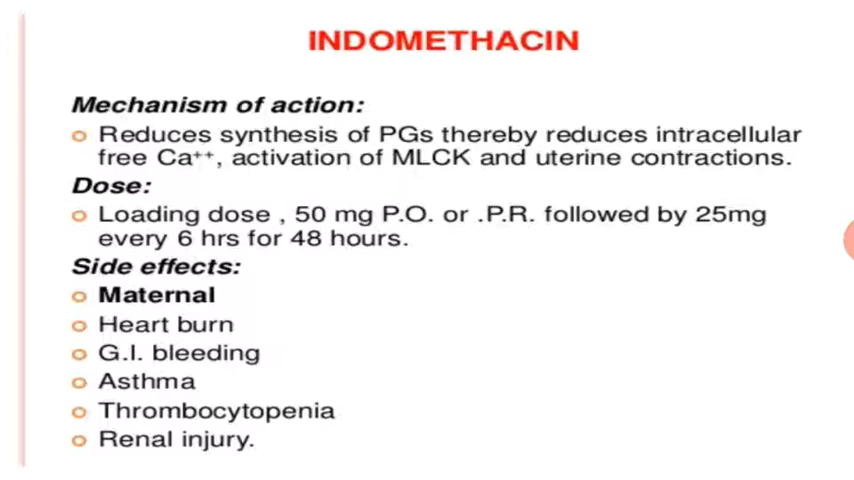 INDOMETHACIN
Mechanism of action:
Reduces synthesis of PGs thereby reduces intracellular
free Ca⁺⁺, activation of MLCK and uterine contractions.
Dose:
Loading dose , 50 mg P.O. or .P.R. followed by 25mg
every 6 hrs for 48 hours.
Side effects:
Maternal
Heart burn
G.I. bleeding
Asthma
Thrombocytopenia
Renal injury.